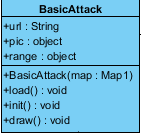 BasicAttack
+url : String
+pic : object
+range : object
+BasicAttack(map : Map1)
+load() : void
+init() : void
+draw() : void